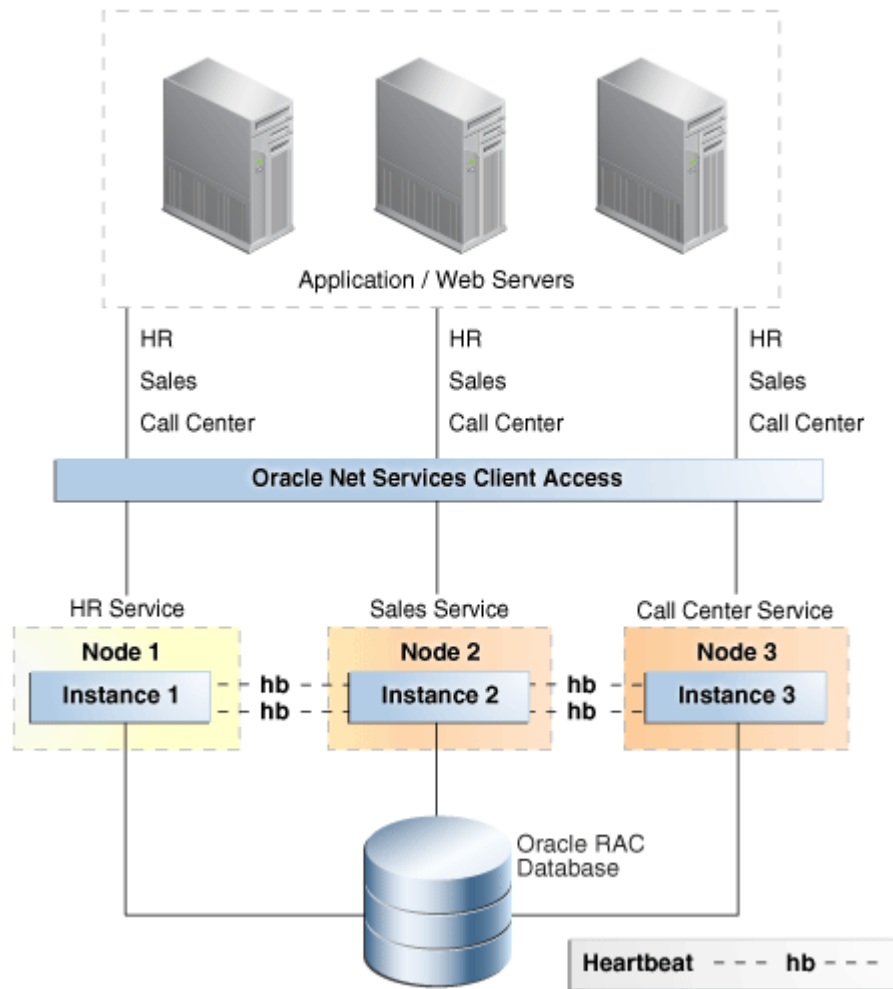 Application / Web Servers
HR
Sales
Call Center
HR
Sales
Call Center
HR
Sales
Call Center
Oracle Net Services Client Access
HR Service
Sales Service
Call Center Service
Node 1
Node 2
Node 3
Instance 1
hb
hb
Instance 2
hb
hb
Instance 3
Oracle RAC
Database
Heartbeat --- hb ---